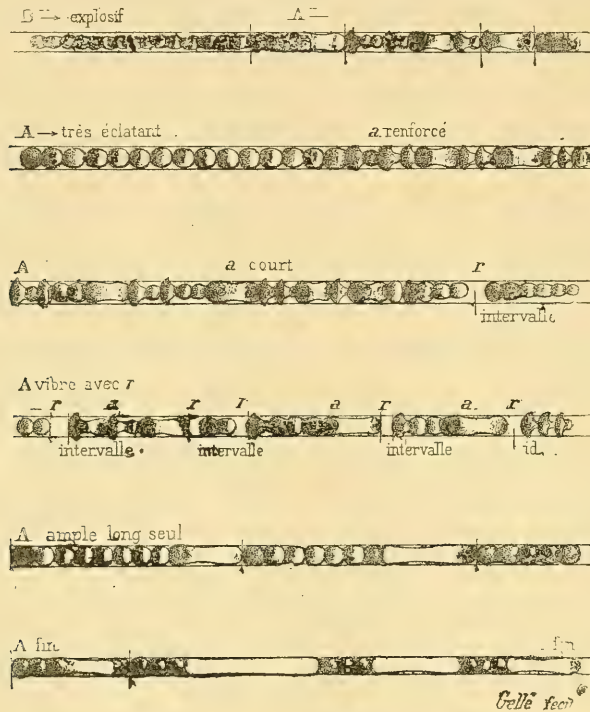 B → explosif A —
A → très éclatant . a renforcé
A a court r
intervalle
A vibre avec r
r a r r a r a r
intervalle intervalle intervalle id.
A ample long seul
A fin fin
Gellé fecit